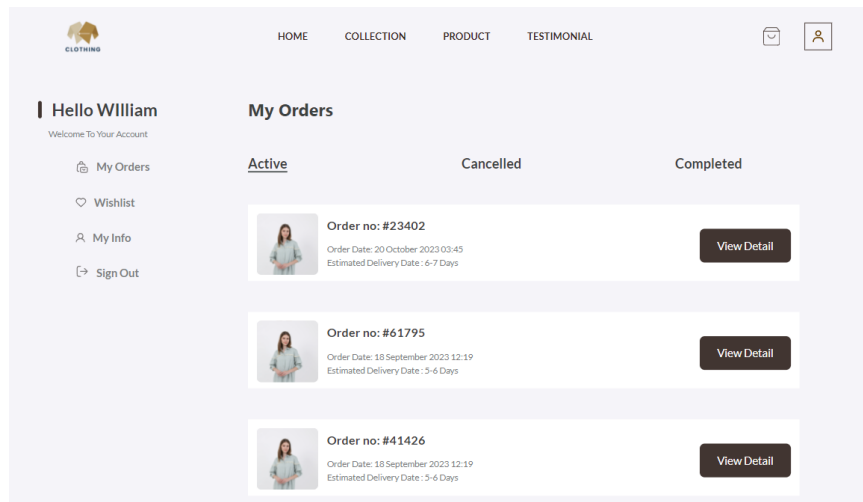 CLOTHING
HOME COLLECTION PRODUCT TESTIMONIAL
Hello WIlliam
Welcome To Your Account
My Orders
Wishlist
My Info
Sign Out
My Orders
Active Cancelled Completed
Order no: #23402
Order Date: 20 October 2023 03:45
Estimated Delivery Date : 6-7 Days
View Detail
Order no: #61795
Order Date: 18 September 2023 12:19
Estimated Delivery Date : 5-6 Days
View Detail
Order no: #41426
Order Date: 18 September 2023 12:19
Estimated Delivery Date : 5-6 Days
View Detail